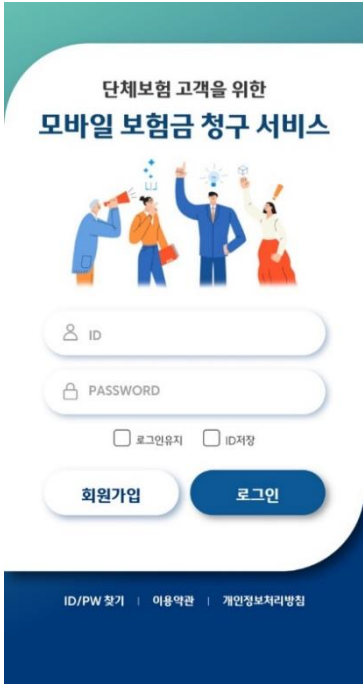 단체보험 고객을 위한
모바일 보험금 청구 서비스
ID
PASSWORD
로그인유지 ID저장
회원가입 로그인
ID/PW 찾기 | 이용약관 | 개인정보처리방침